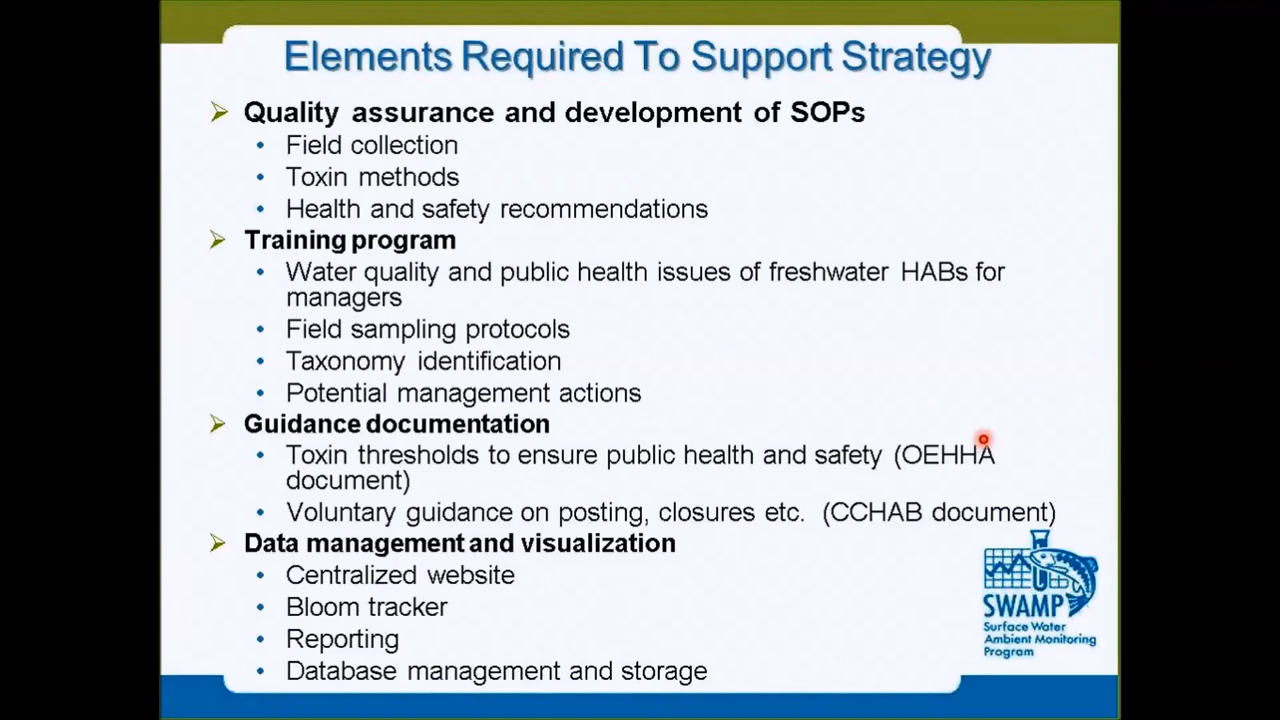 Elements Required To Support Strategy
Quality assurance and development of SOPs
Field collection
Toxin methods
Health and safety recommendations
Training program
Water quality and public health issues of freshwater HABs for
managers
Field sampling protocols
Taxonomy identification
Potential management actions
Guidance documentation
Toxin thresholds to ensure public health and safety (OEHHA
document)
Voluntary guidance on posting, closures etc. (CCHAB document)
Data management and visualization
Centralized website
Bloom tracker
Reporting
Database management and storage
SWAMP
Surface Water
Ambient Monitoring
Program